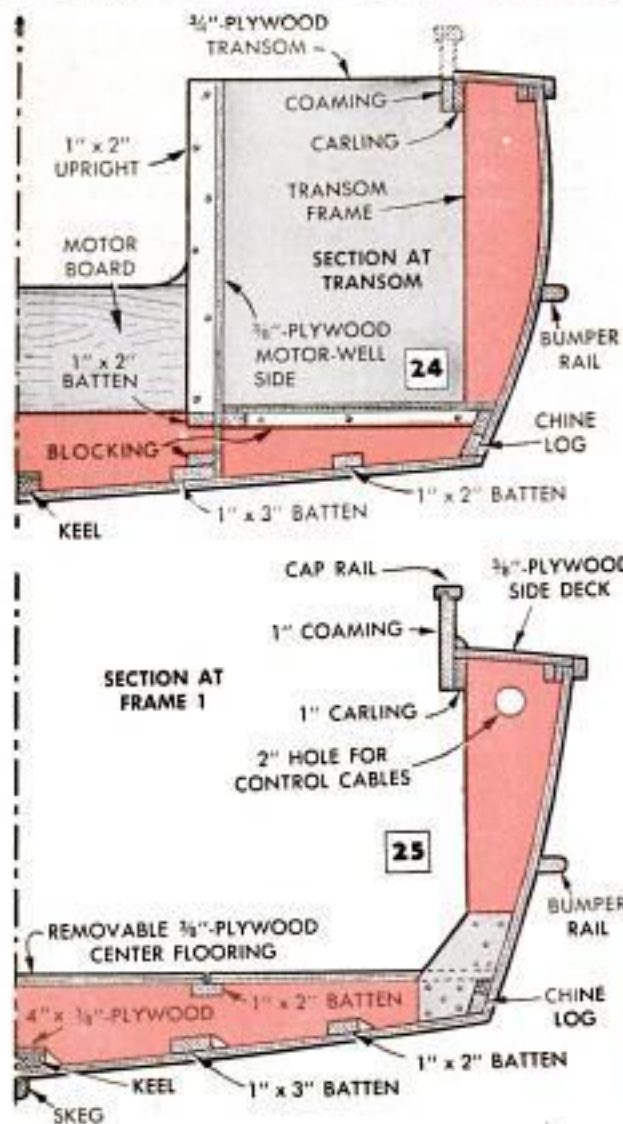 ¾"-PLYWOOD
TRANSOM
COAMING
CARLING
1" x 2"
UPRIGHT
TRANSOM
FRAME
MOTOR
BOARD
SECTION AT
TRANSOM
⅜"-PLYWOOD
MOTOR-WELL
SIDE
24
BUMPER
RAIL
1" x 2"
BATTEN
BLOCKING
CHINE
LOG
1" x 2" BATTEN
1" x 3" BATTEN
KEEL
CAP RAIL
⅜"-PLYWOOD
SIDE DECK
1" COAMING
SECTION AT
FRAME 1
1" CARLING
2" HOLE FOR
CONTROL CABLES
25
BUMPER
RAIL
REMOVABLE ⅜"-PLYWOOD
CENTER FLOORING
1" x 2" BATTEN
4" x ⅜"-PLYWOOD
CHINE
LOG
1" x 2" BATTEN
KEEL
1" x 3" BATTEN
SKEG